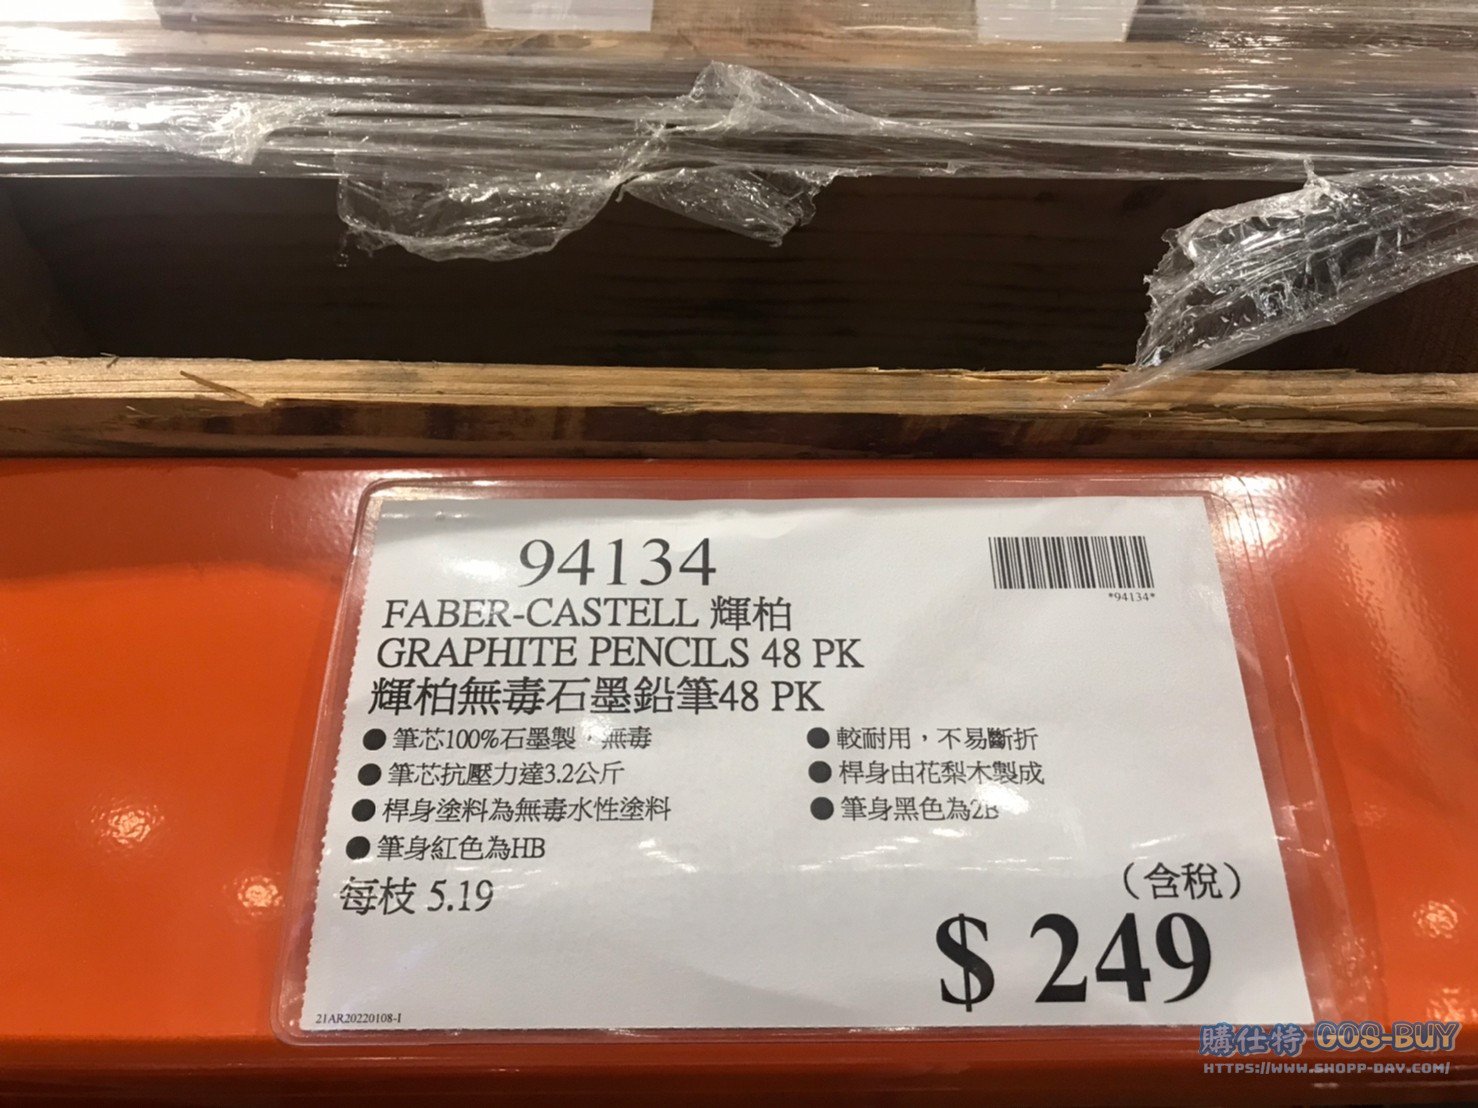 94134
*94134*
FABER-CASTELL 輝柏
GRAPHITE PENCILS 48 PK
輝柏無毒石墨鉛筆48 PK
● 筆芯100%石墨製，無毒
● 筆芯抗壓力達3.2公斤
● 桿身塗料為無毒水性塗料
● 筆身紅色為HB
● 較耐用，不易斷折
● 桿身由花梨木製成
● 筆身黑色為2B
每枝 5.19
（含稅）
$ 249
21AR20220108-1
購仕特 GOS-BUY
HTTPS://WWW.SHOPP-DAY.COM/